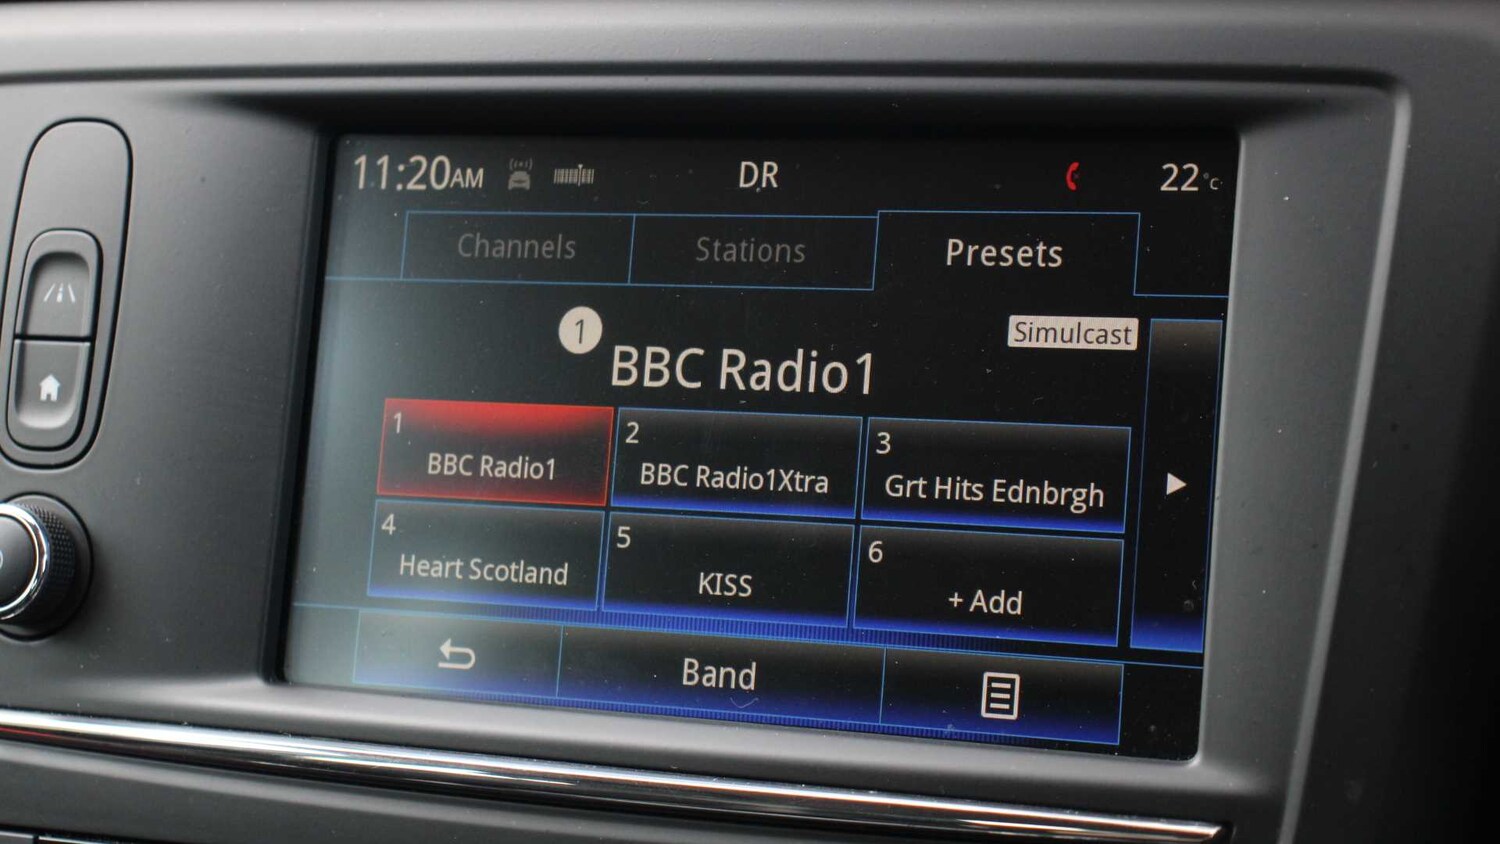 11:20AM DR 22°C
Channels Stations Presets
1 Simulcast
BBC Radio1
1 2 3
BBC Radio1 BBC Radio1Xtra Grt Hits Ednbrgh
4 5 6
Heart Scotland KISS + Add
Band